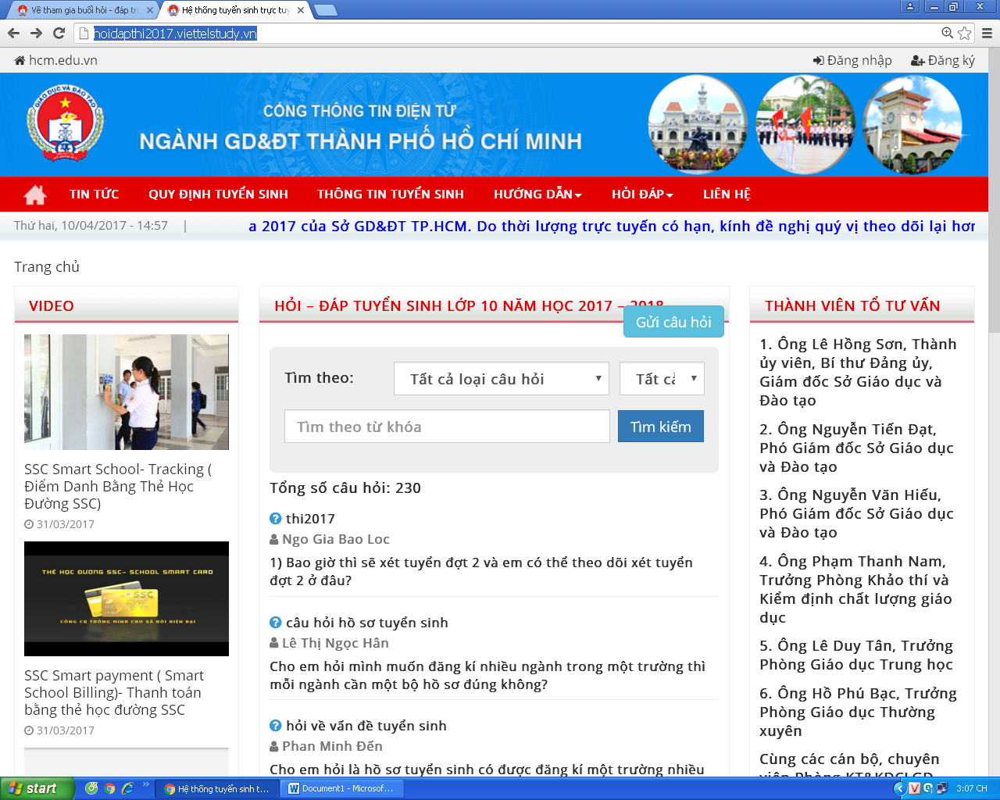 Về tham gia buổi hỏi - đáp tr
Hệ thống tuyển sinh trực tuy
hoidapthi2017.viettelstudy.vn
hcm.edu.vn
Đăng nhập
Đăng ký
GIÁO DỤC VÀ ĐÀO TẠO
CỔNG THÔNG TIN ĐIỆN TỬ
NGÀNH GD&ĐT THÀNH PHỐ HỒ CHÍ MINH
TIN TỨC
QUY ĐỊNH TUYỂN SINH
THÔNG TIN TUYỂN SINH
HƯỚNG DẪN
HỎI ĐÁP
LIÊN HỆ
Thứ hai, 10/04/2017 - 14:57 |
a 2017 của Sở GD&ĐT TP.HCM. Do thời lượng trực tuyến có hạn, kính đề nghị quý vị theo dõi lại hơn
Trang chủ
VIDEO
SSC Smart School- Tracking (
Điểm Danh Bằng Thẻ Học
Đường SSC)
31/03/2017
THẺ HỌC ĐƯỜNG SSC- SCHOOL SMART CARD
SSC
CÔNG CỤ THÔNG MINH CHO XÃ HỘI HIỆN ĐẠI
SSC Smart payment ( Smart
School Billing)- Thanh toán
bằng thẻ học đường SSC
31/03/2017
HỎI – ĐÁP TUYỂN SINH LỚP 10 NĂM HỌC 2017 – 2018
Gửi câu hỏi
Tìm theo:
Tất cả loại câu hỏi
Tất cả
Tìm theo từ khóa
Tìm kiếm
Tổng số câu hỏi: 230
thi2017
Ngo Gia Bao Loc
1) Bao giờ thì sẽ xét tuyển đợt 2 và em có thể theo dõi xét tuyển
đợt 2 ở đâu?
câu hỏi hồ sơ tuyển sinh
Lê Thị Ngọc Hân
Cho em hỏi mình muốn đăng kí nhiều ngành trong một trường thì
mỗi ngành cần một bộ hồ sơ đúng không?
hỏi về vấn đề tuyển sinh
Phan Minh Đến
Cho em hỏi là hồ sơ tuyển sinh có được đăng kí một trường nhiều
THÀNH VIÊN TỔ TƯ VẤN
1. Ông Lê Hồng Sơn, Thành
ủy viên, Bí thư Đảng ủy,
Giám đốc Sở Giáo dục và
Đào tạo
2. Ông Nguyễn Tiến Đạt,
Phó Giám đốc Sở Giáo dục
và Đào tạo
3. Ông Nguyễn Văn Hiếu,
Phó Giám đốc Sở Giáo dục
và Đào tạo
4. Ông Phạm Thanh Nam,
Trưởng Phòng Khảo thí và
Kiểm định chất lượng giáo
dục
5. Ông Lê Duy Tân, Trưởng
Phòng Giáo dục Trung học
6. Ông Hồ Phú Bạc, Trưởng
Phòng Giáo dục Thường
xuyên
Cùng các cán bộ, chuyên
viên Phòng KT&KĐCLGD
start
Hệ thống tuyển sinh t...
Document1 - Microsof...
3:07 CH